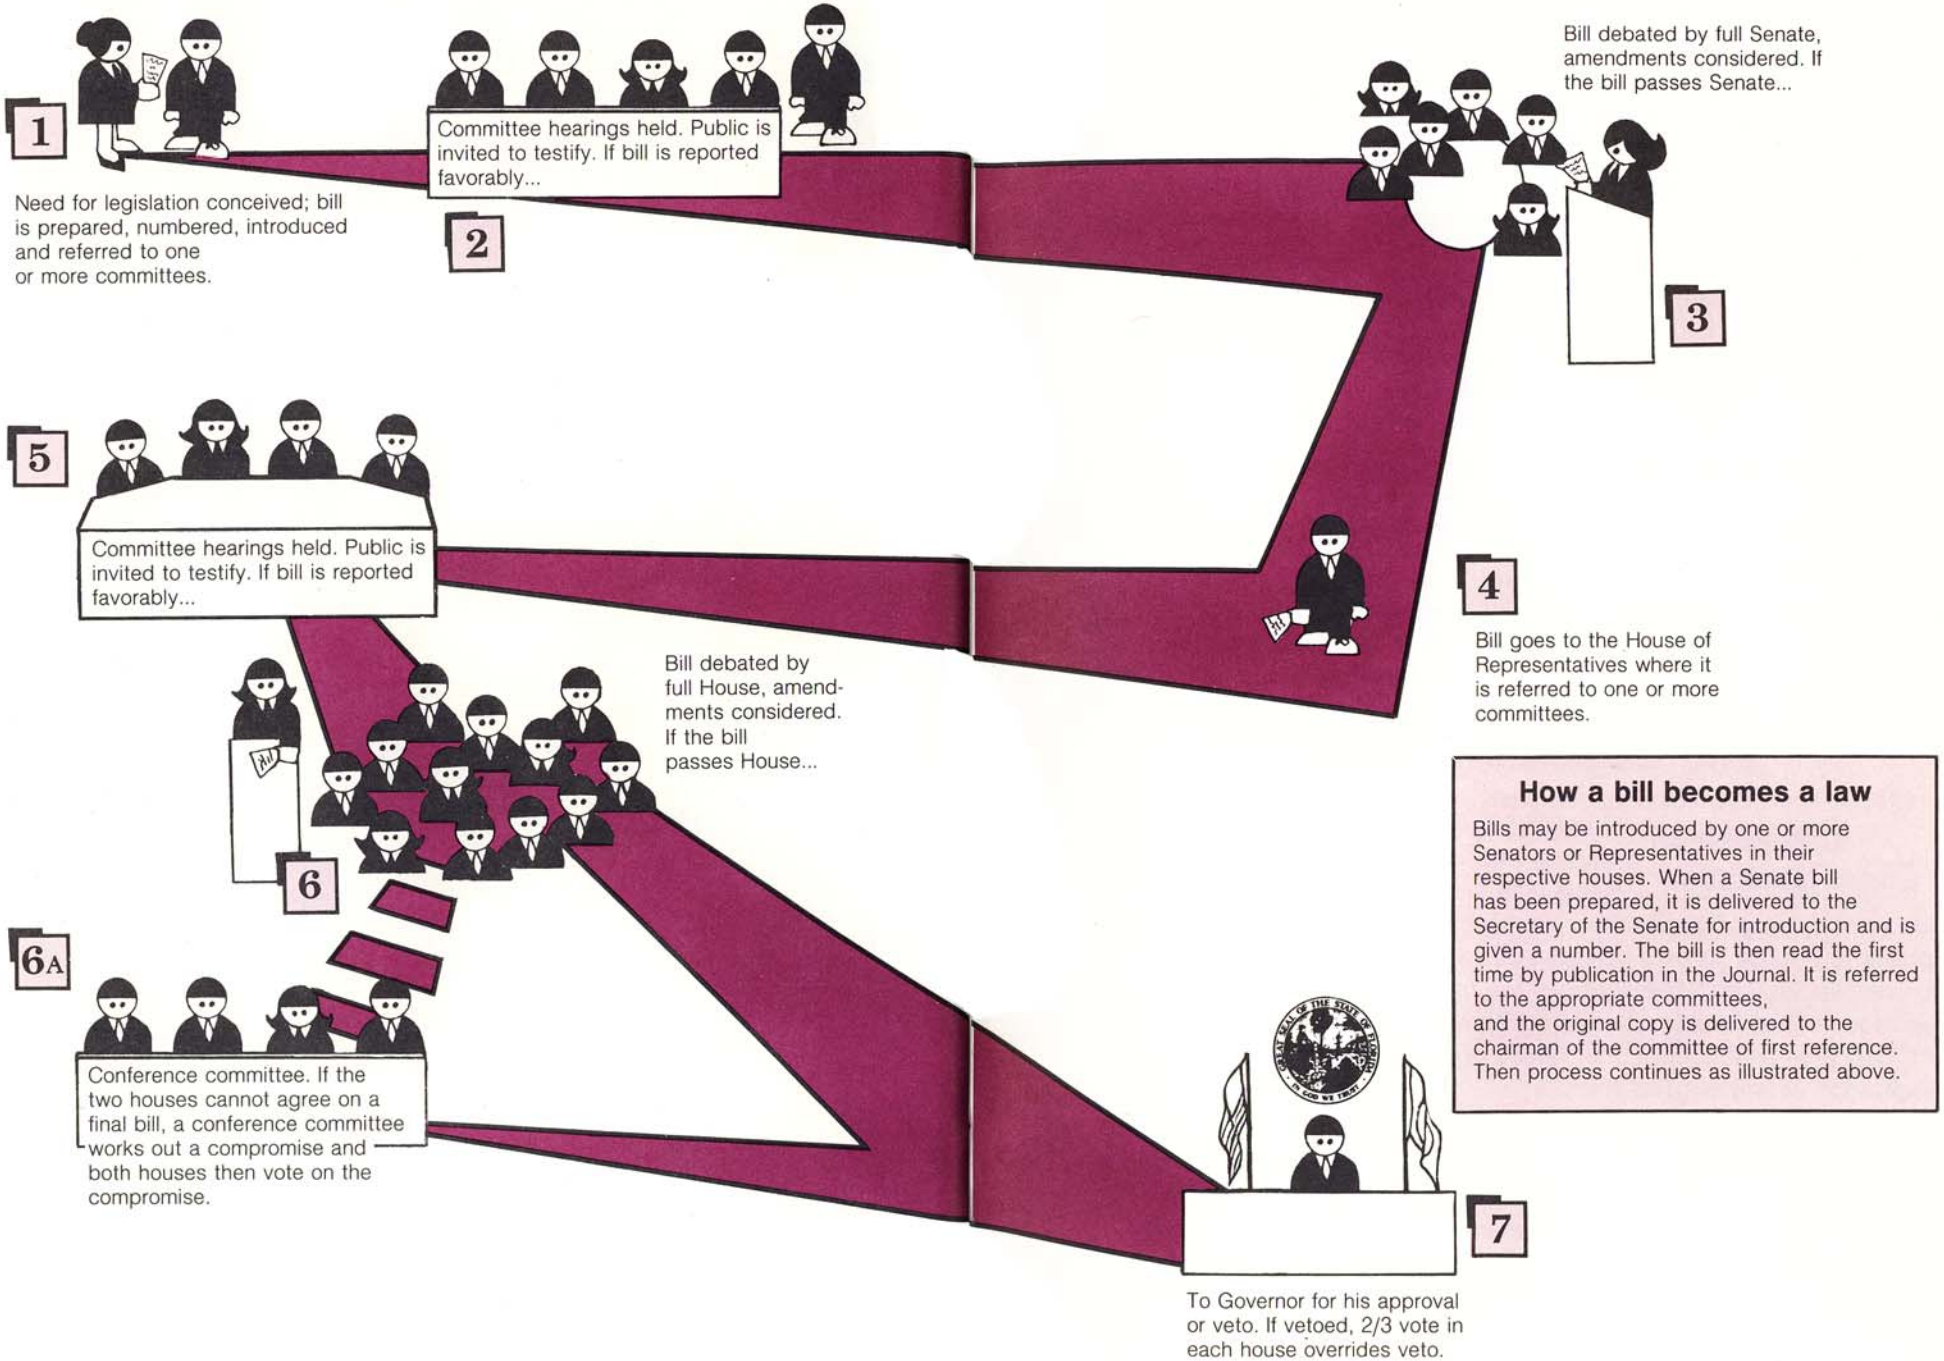 1
Need for legislation conceived; bill
is prepared, numbered, introduced
and referred to one
or more committees.
Committee hearings held. Public is
invited to testify. If bill is reported
favorably...
2
Bill debated by full Senate,
amendments considered. If
the bill passes Senate...
3
4
Bill goes to the House of
Representatives where it
is referred to one or more
committees.
5
Committee hearings held. Public is
invited to testify. If bill is reported
favorably...
Bill debated by
full House, amend-
ments considered.
If the bill
passes House...
6
6A
Conference committee. If the
two houses cannot agree on a
final bill, a conference committee
works out a compromise and
both houses then vote on the
compromise.
How a bill becomes a law
Bills may be introduced by one or more
Senators or Representatives in their
respective houses. When a Senate bill
has been prepared, it is delivered to the
Secretary of the Senate for introduction and is
given a number. The bill is then read the first
time by publication in the Journal. It is referred
to the appropriate committees,
and the original copy is delivered to the
chairman of the committee of first reference.
Then process continues as illustrated above.
GREAT SEAL OF THE STATE OF FLORIDA
IN GOD WE TRUST
7
To Governor for his approval
or veto. If vetoed, 2/3 vote in
each house overrides veto.